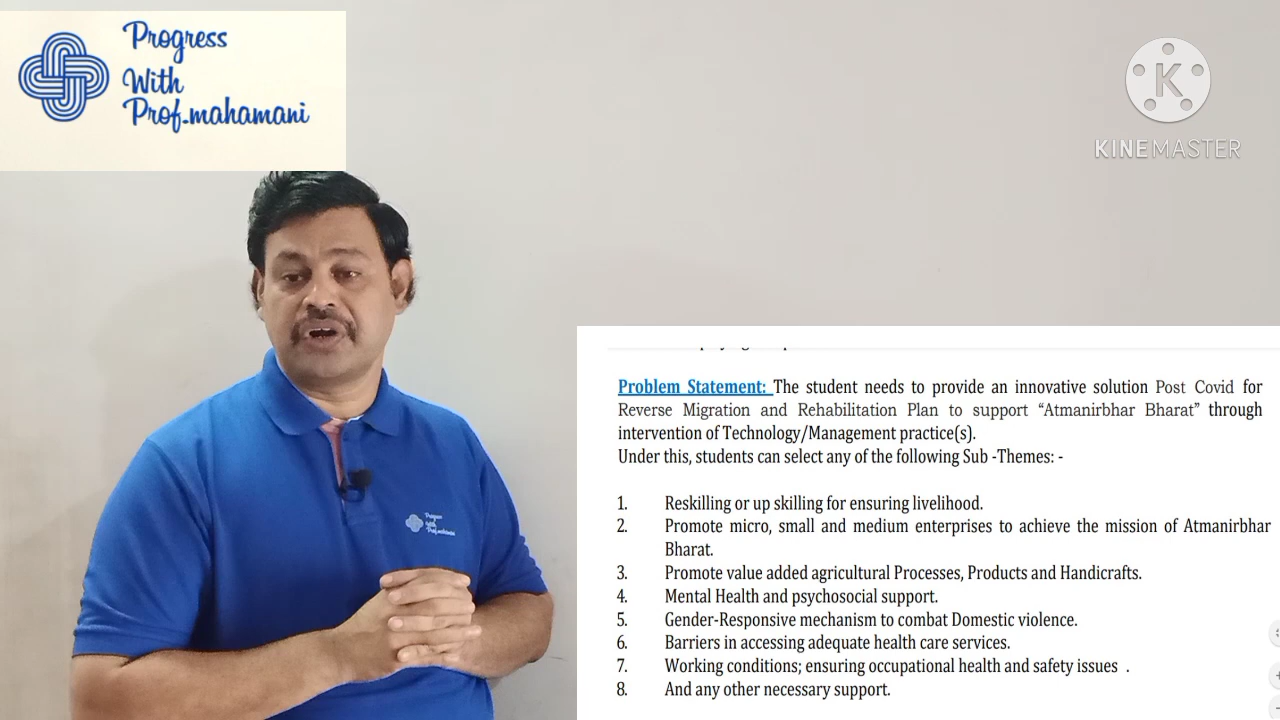 Progress
With
Prof.mahamani
K
KINEMASTER
Progress
With
Prof.mahamani
Problem Statement: The student needs to provide an innovative solution Post Covid for
Reverse Migration and Rehabilitation Plan to support “Atmanirbhar Bharat” through
intervention of Technology/Management practice(s).
Under this, students can select any of the following Sub -Themes: -
1. Reskilling or up skilling for ensuring livelihood.
2. Promote micro, small and medium enterprises to achieve the mission of Atmanirbhar
Bharat.
3. Promote value added agricultural Processes, Products and Handicrafts.
4. Mental Health and psychosocial support.
5. Gender-Responsive mechanism to combat Domestic violence.
6. Barriers in accessing adequate health care services.
7. Working conditions; ensuring occupational health and safety issues .
8. And any other necessary support.